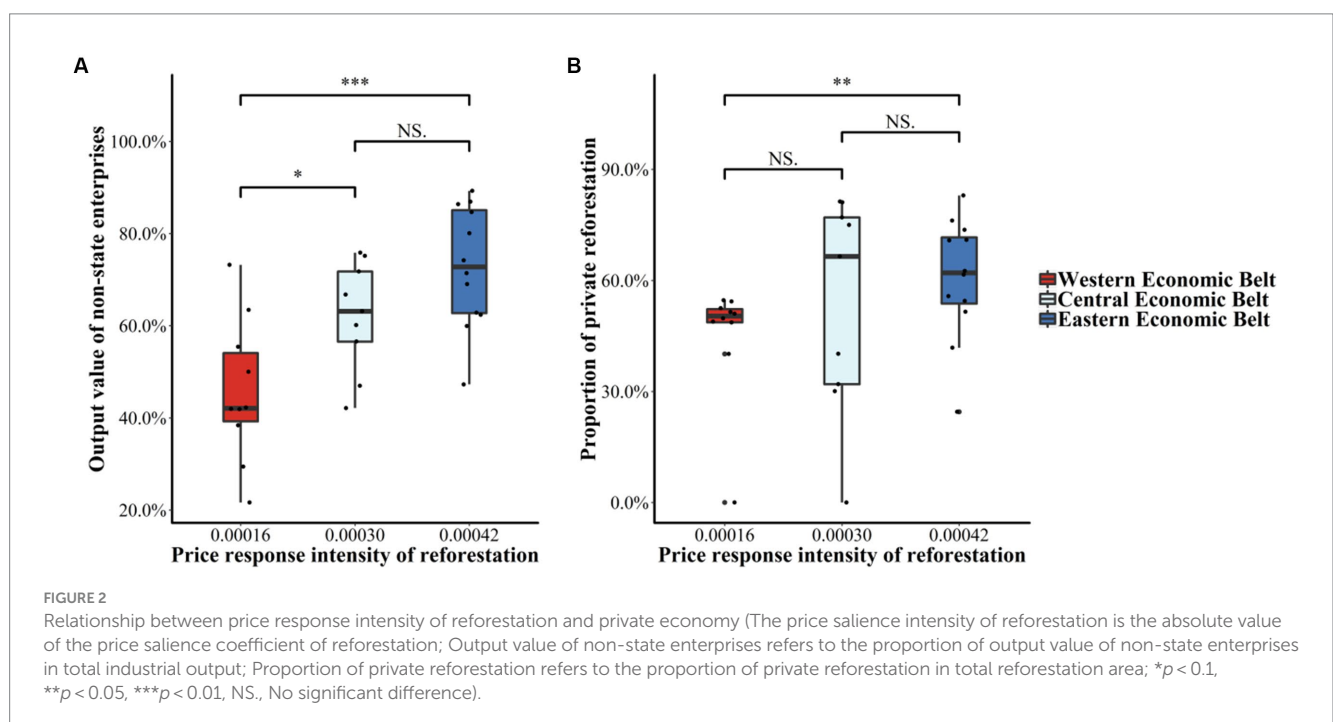 A
B
***
NS.
*
100.0%
80.0%
60.0%
40.0%
20.0%
Output value of non-state enterprises
0.00016
0.00030
0.00042
Price response intensity of reforestation
**
NS.
NS.
90.0%
60.0%
30.0%
0.0%
Proportion of private reforestation
0.00016
0.00030
0.00042
Price response intensity of reforestation
Western Economic Belt
Central Economic Belt
Eastern Economic Belt
FIGURE 2
Relationship between price response intensity of reforestation and private economy (The price salience intensity of reforestation is the absolute value
of the price salience coefficient of reforestation; Output value of non-state enterprises refers to the proportion of output value of non-state enterprises
in total industrial output; Proportion of private reforestation refers to the proportion of private reforestation in total reforestation area; *p < 0.1,
**p < 0.05, ***p < 0.01, NS., No significant difference).